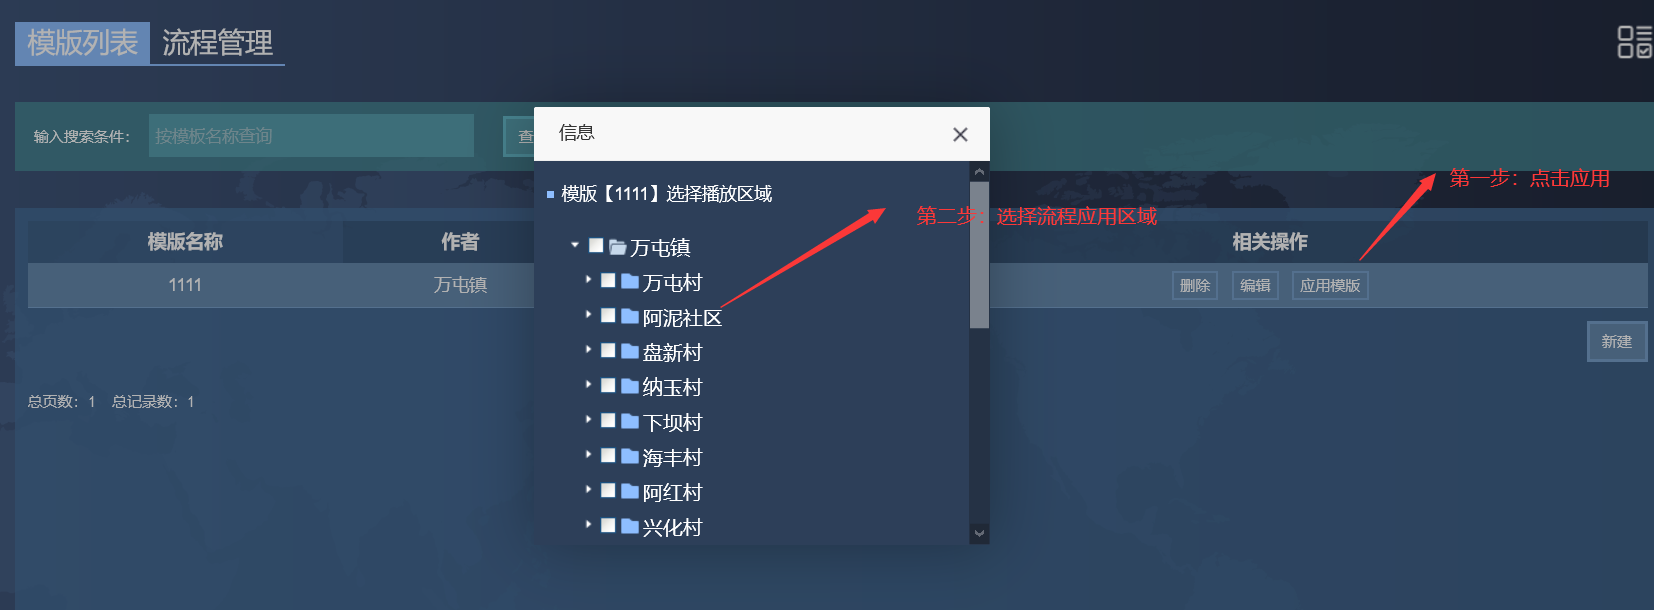 模版列表 流程管理
输入搜索条件： 按模板名称查询
信息
第一步：点击应用
模版【1111】选择播放区域
第二步：选择流程应用区域
模版名称 作者 相关操作
万屯镇
1111 万屯镇 删除 编辑 应用模版
万屯村
阿泥社区
新建
盘新村
纳玉村
总页数：1 总记录数：1
下坝村
海丰村
阿红村
兴化村